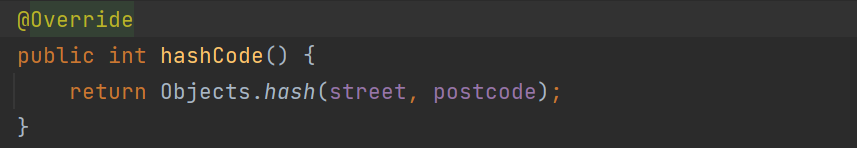 @Override
public int hashCode() {
    return Objects.hash(street, postcode);
}